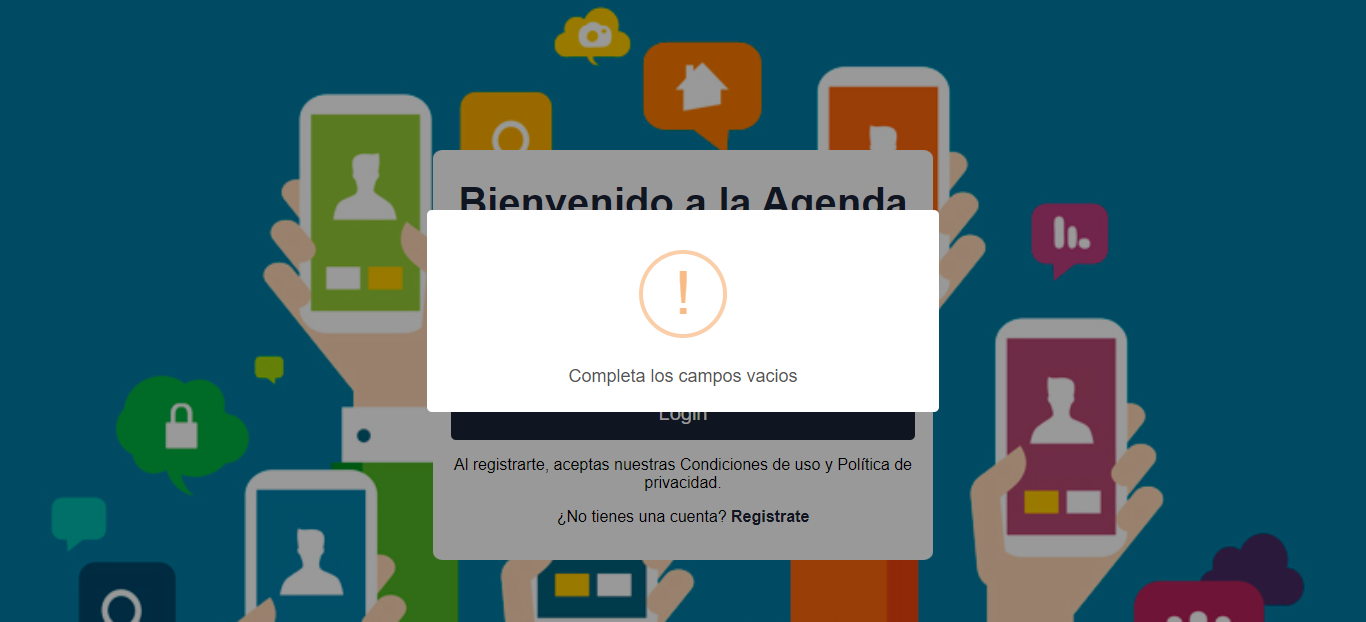 Bienvenido a la Agenda
!
Completa los campos vacios
Login
Al registrarte, aceptas nuestras Condiciones de uso y Política de
privacidad.
¿No tienes una cuenta? Registrate